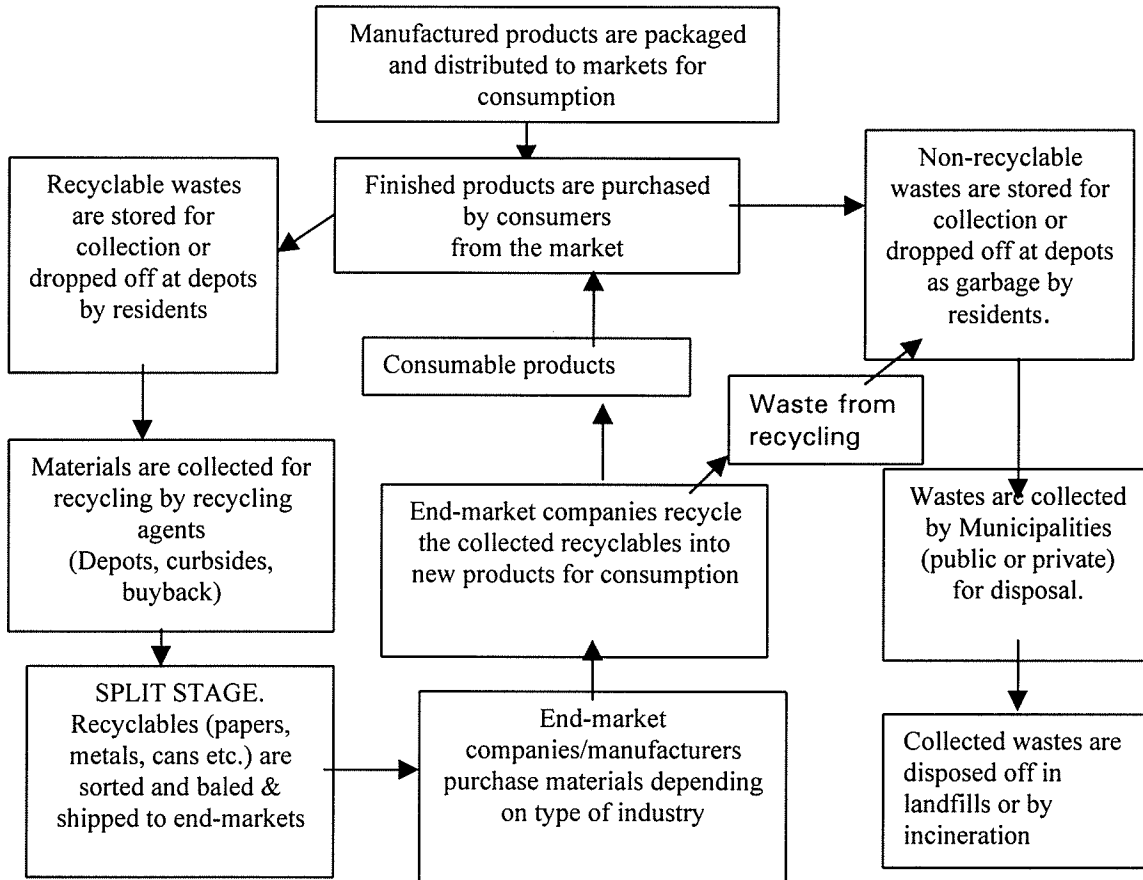 Manufactured products are packaged
and distributed to markets for
consumption
Finished products are purchased
by consumers
from the market
Recyclable wastes
are stored for
collection or
dropped off at depots
by residents
Non-recyclable
wastes are stored for
collection or
dropped off at depots
as garbage by
residents.
Consumable products
Waste from
recycling
Materials are collected for
recycling by recycling
agents
(Depots, curbsides,
buyback)
End-market companies recycle
the collected recyclables into
new products for consumption
Wastes are collected
by Municipalities
(public or private)
for disposal.
SPLIT STAGE.
Recyclables (papers,
metals, cans etc.) are
sorted and baled &
shipped to end-markets
End-market
companies/manufacturers
purchase materials depending
on type of industry
Collected wastes are
disposed off in
landfills or by
incineration